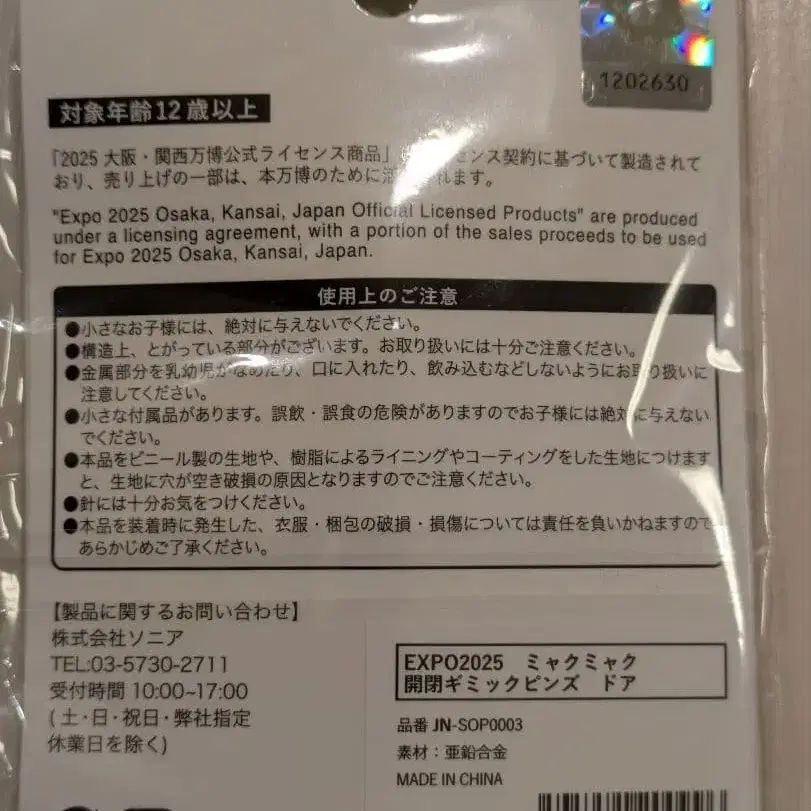 1202630
対象年齢12歳以上
「2025 大阪・関西万博公式ライセンス商品」 センス契約に基づいて製造されて
おり、売り上げの一部は、本万博のために活 れます。
"Expo 2025 Osaka, Kansai, Japan Official Licensed Products" are produced
under a licensing agreement, with a portion of the sales proceeds to be used
for Expo 2025 Osaka, Kansai, Japan.
使用上のご注意
●小さなお子様には、絶対に与えないでください。
●構造上、とがっている部分がございます。お取り扱いには十分ご注意ください。
●金属部分を乳幼児がなめたり、口に入れたり、飲み込むなどしないようにお取り扱いに
注意してください。
●小さな付属品があります。誤飲・誤食の危険がありますのでお子様には絶対に与えない
でください。
●本品をビニール製の生地や、樹脂によるライニングやコーティングをした生地につけます
と、生地に穴が空き破損の原因となりますのでご注意ください。
●針には十分お気をつけください。
●本品を装着時に発生した、衣服・梱包の破損・損傷については責任を負いかねますので
あらかじめご了承ください。
【製品に関するお問い合わせ】
株式会社ソニア
TEL:03-5730-2711
受付時間 10:00~17:00
(土・日・祝日・弊社指定
休業日を除く)
EXPO2025 ミャクミャク
開閉ギミックピンズ ドア
品番 JN-SOP0003
素材：亜鉛合金
MADE IN CHINA